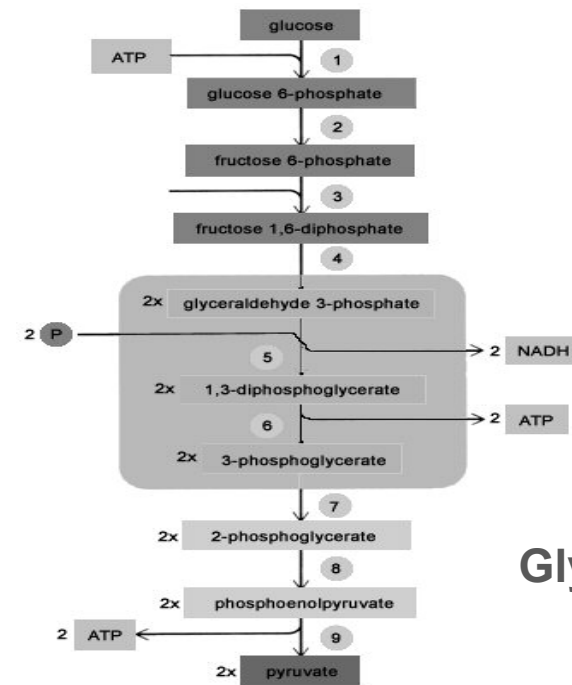 glucose
ATP
1
glucose 6-phosphate
2
fructose 6-phosphate
3
fructose 1,6-diphosphate
4
2x glyceraldehyde 3-phosphate
2 P
5
2 NADH
2x 1,3-diphosphoglycerate
6
2 ATP
2x 3-phosphoglycerate
7
2x 2-phosphoglycerate
8
Gly
2x phosphoenolpyruvate
2 ATP
9
2x pyruvate